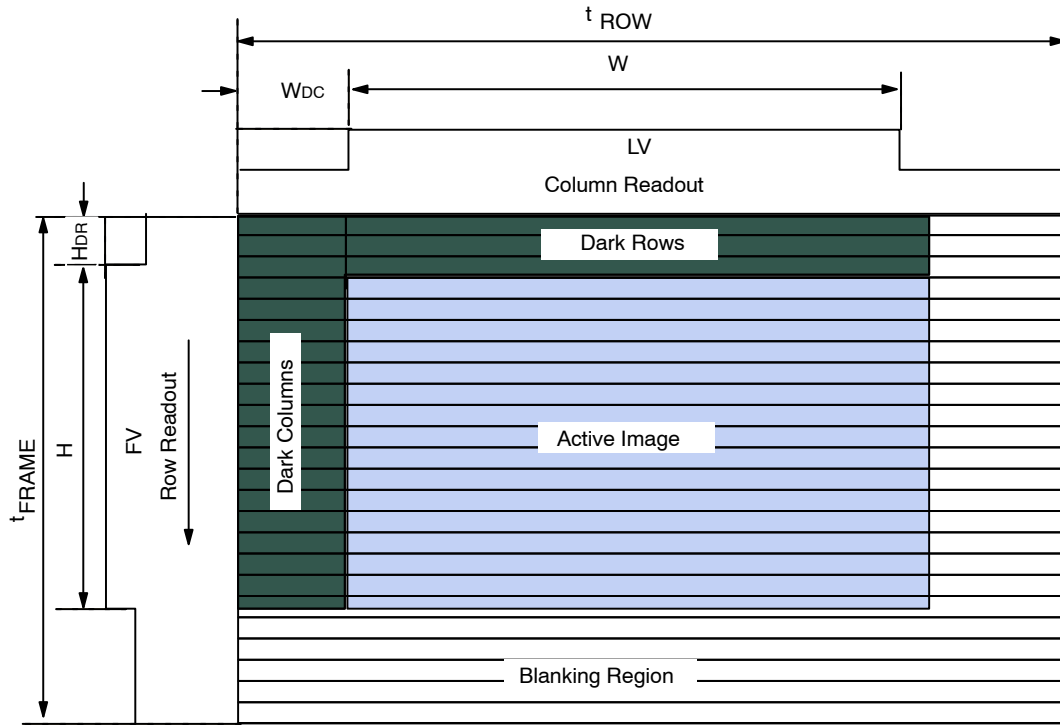 t ROW
W
WDC
LV
Column Readout
HDR
Dark Rows
Dark Columns
Row Readout
FV
H
tFRAME
Active Image
Blanking Region